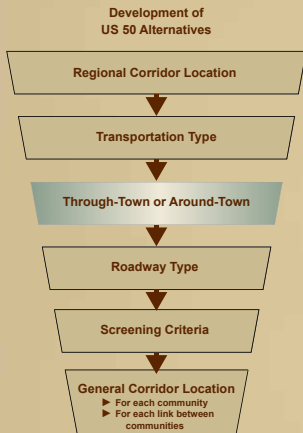 Development of
US 50 Alternatives
Regional Corridor Location
Transportation Type
Through-Town or Around-Town
Roadway Type
Screening Criteria
General Corridor Location
► For each community
► For each link between
communities